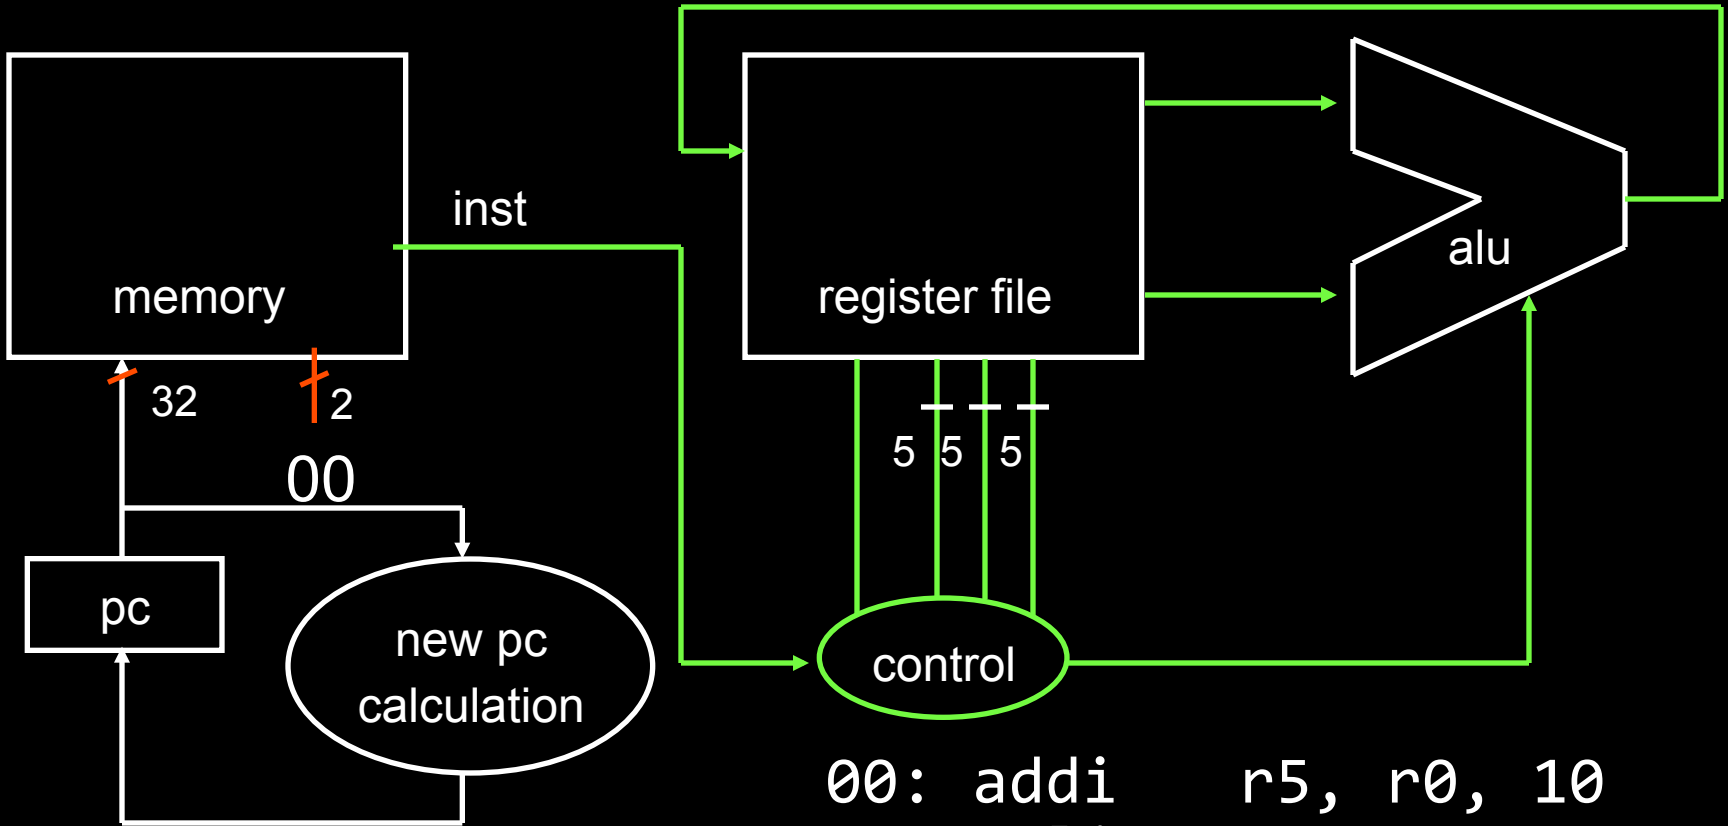 inst
memory
register file
alu
32
2
5 5 5
00
pc
new pc
calculation
control
00: addi r5, r0, 10